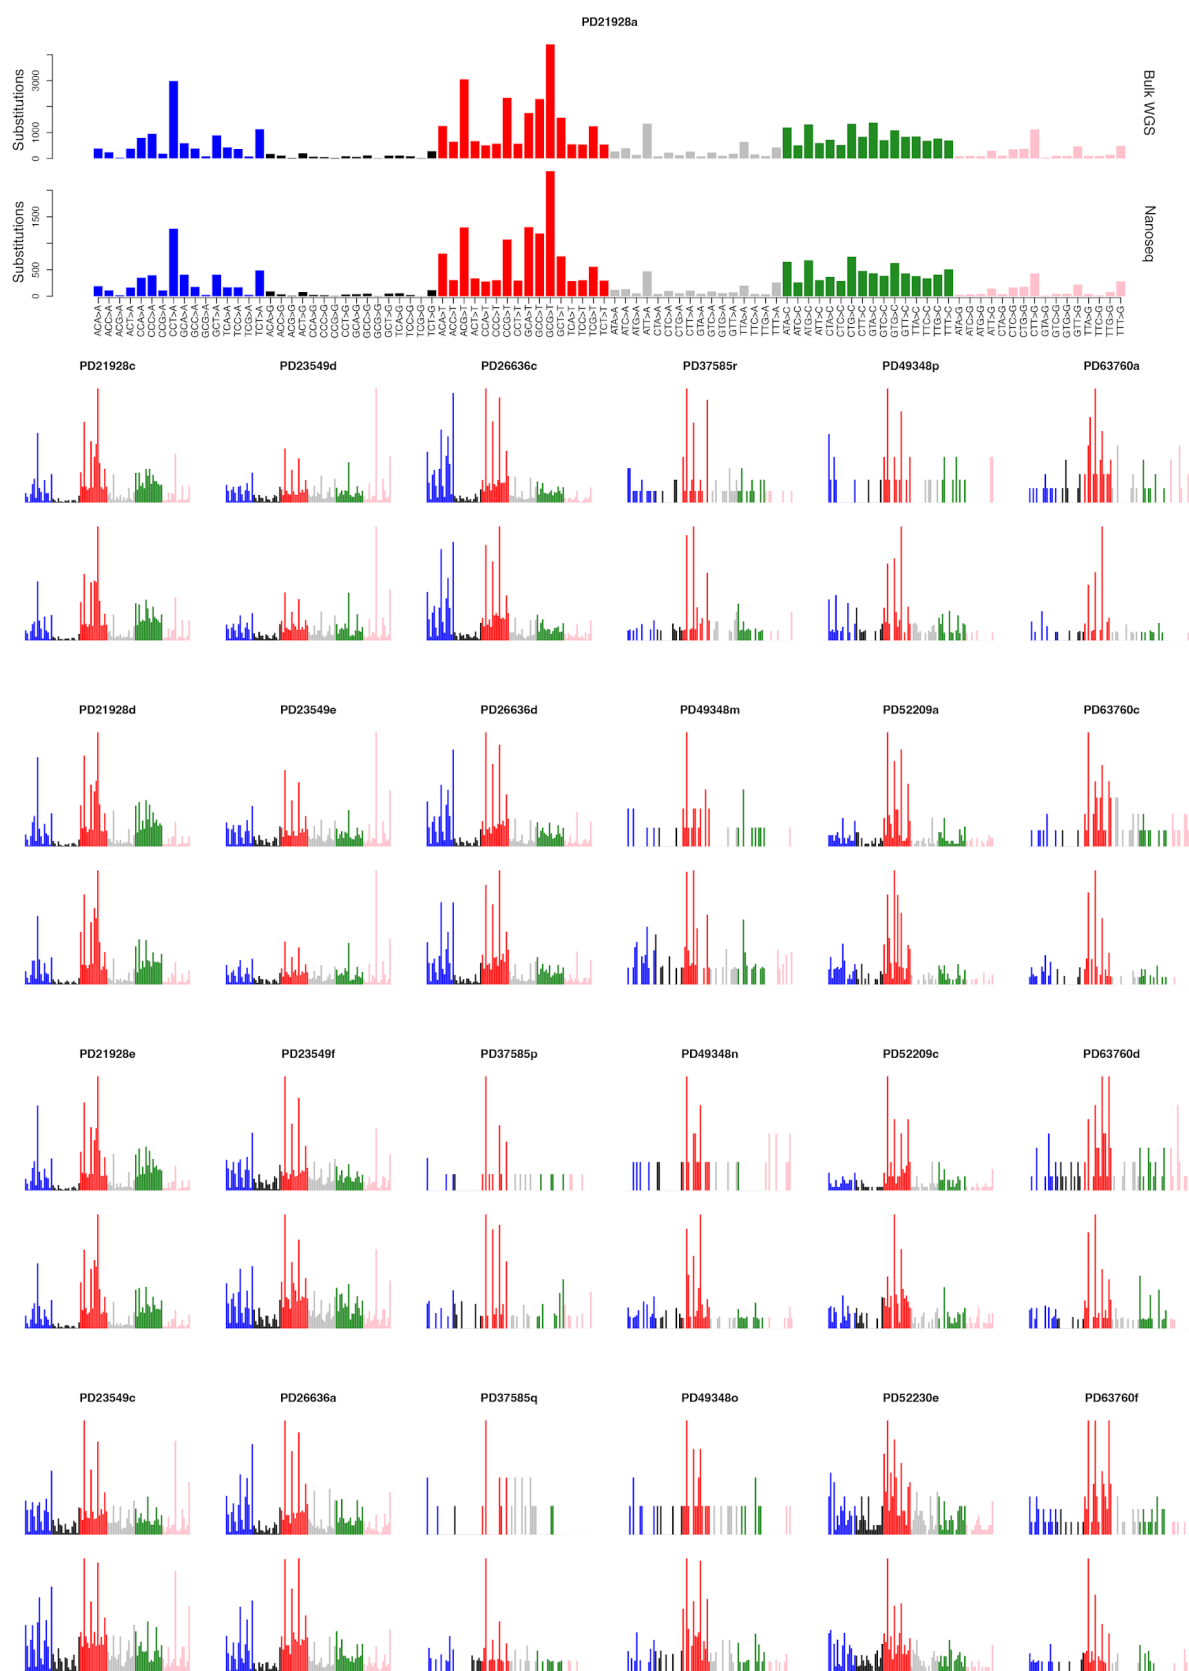 PD21928a
Substitutions
3000
1000
0
Bulk WGS
Substitutions
1500
500
0
Nanoseq
ACA>A
ACC>A
ACG>A
ACT>A
CCA>A
CCC>A
CCG>A
CCT>A
GCA>A
GCC>A
GCG>A
GCT>A
TCA>A
TCC>A
TCG>A
TCT>A
ACA>G
ACC>G
ACG>G
ACT>G
CCA>G
CCC>G
CCG>G
CCT>G
GCA>G
GCC>G
GCG>G
GCT>G
TCA>G
TCC>G
TCG>G
TCT>G
ACA>T
ACC>T
ACG>T
ACT>T
CCA>T
CCC>T
CCG>T
CCT>T
GCA>T
GCC>T
GCG>T
GCT>T
TCA>T
TCC>T
TCG>T
TCT>T
ATA>A
ATC>A
ATG>A
ATT>A
CTA>A
CTC>A
CTG>A
CTT>A
GTA>A
GTC>A
GTG>A
GTT>A
TTA>A
TTC>A
TTG>A
TTT>A
ATA>C
ATC>C
ATG>C
ATT>C
CTA>C
CTC>C
CTG>C
CTT>C
GTA>C
GTC>C
GTG>C
GTT>C
TTA>C
TTC>C
TTG>C
TTT>C
ATA>G
ATC>G
ATG>G
ATT>G
CTA>G
CTC>G
CTG>G
CTT>G
GTA>G
GTC>G
GTG>G
GTT>G
TTA>G
TTC>G
TTG>G
TTT>G
PD21928c PD23549d PD26636c PD37585r PD49348p PD63760a
PD21928d PD23549e PD26636d PD49348m PD52209a PD63760c
PD21928e PD23549f PD37585p PD49348n PD52209c PD63760d
PD23549c PD26636a PD37585q PD49348o PD52230e PD63760f